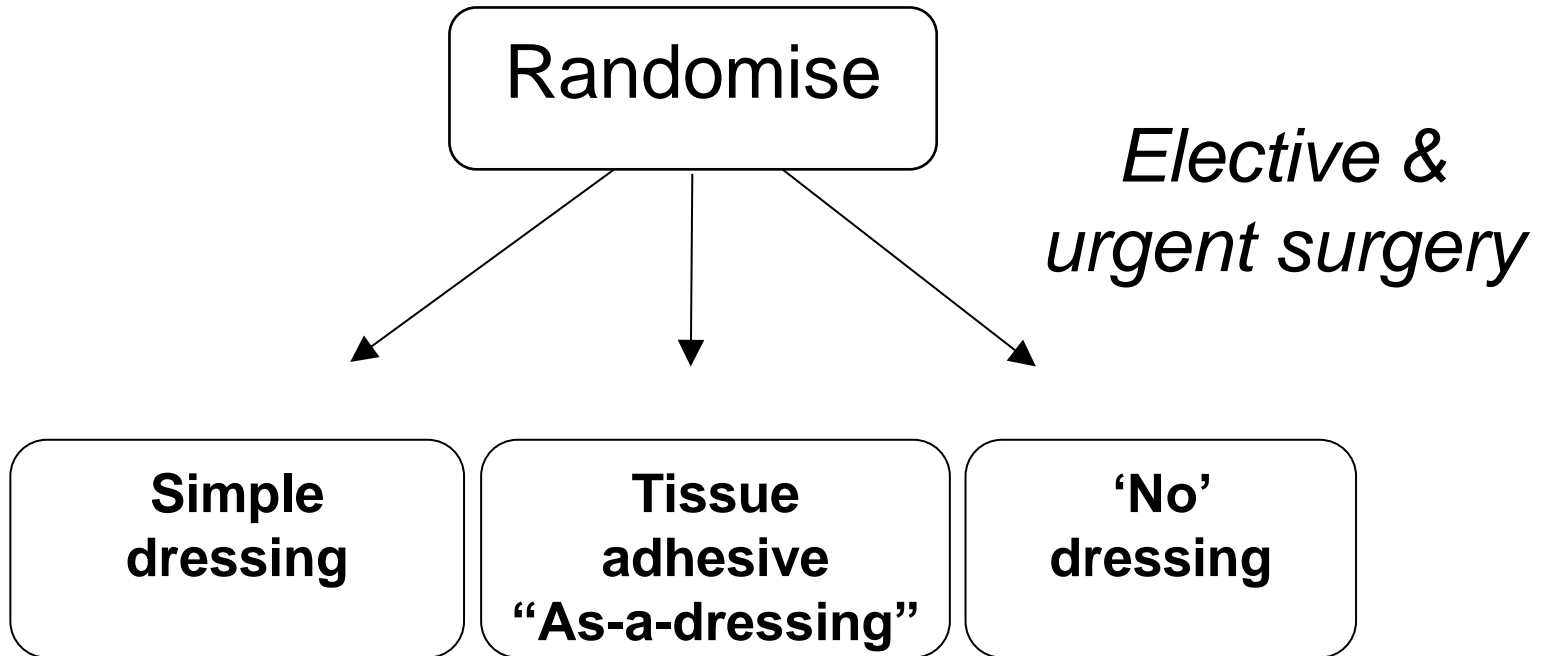 Randomise
Elective &
urgent surgery
Simple
dressing
Tissue
adhesive
“As-a-dressing”
‘No’
dressing